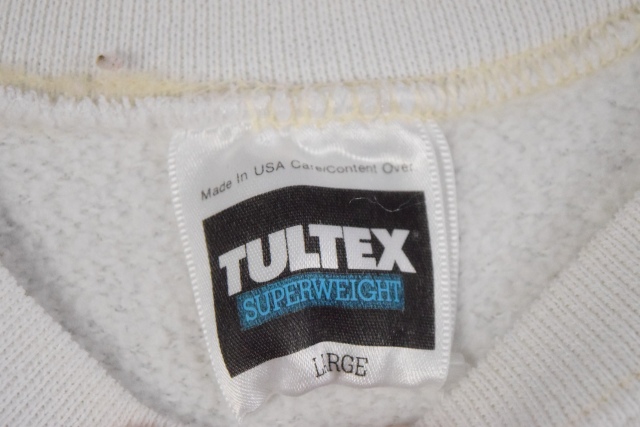 Made In USA Care/Content Over
TULTEX
SUPERWEIGHT
LARGE